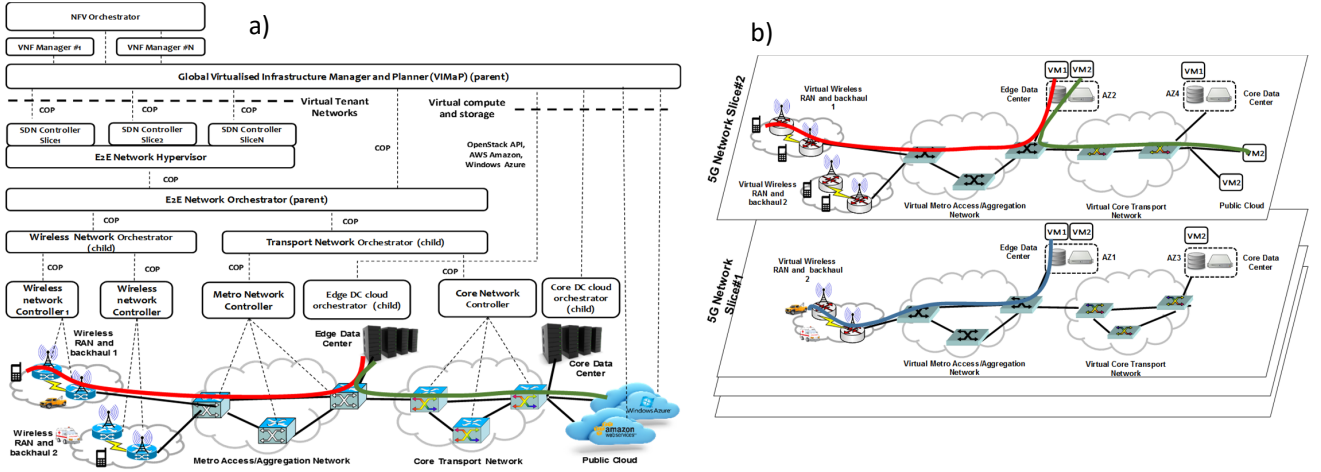 a)
NFV Orchestrator
VNF Manager #1
VNF Manager #N
Global Virtualised Infrastructure Manager and Planner (VIMaP) (parent)
COP
COP
COP
Virtual Tenant
Networks
Virtual compute
and storage
SDN Controller
Slice1
SDN Controller
Slice2
SDN Controller
SliceN
COP
OpenStack API,
AWS Amazon,
Windows Azure
E2E Network Hypervisor
COP
E2E Network Orchestrator (parent)
COP
COP
Wireless Network Orchestrator
(child)
Transport Network Orchestrator (child)
COP
COP
COP
COP
Wireless
network
Controller1
Wireless
network
Controller
Metro Network
Controller
Edge DC cloud
orchestrator (child)
Core Network
Controller
Core DC cloud
orchestrator
(child)
Wireless
RAN and
backhaul 1
Edge Data
Center
Core Data
Center
Wireless
RAN and
backhaul 2
Windows Azure
amazon
web services
Metro Access/Aggregation Network
Core Transport Network
Public Cloud
b)
5G Network Slice#2
Virtual Wireless
RAN and backhaul
1
VM1
VM2
Edge Data
Center
AZ2
VM1
AZ4
Core Data
Center
Virtual Wireless
RAN and
backhaul 2
VM2
VM2
Virtual Metro Access/Aggregation
Network
Virtual Core Transport
Network
Public Cloud
5G Network
Slice#1
Virtual Wireless
RAN and backhaul
2
VM1
VM2
Edge Data
Center
AZ1
VM2
AZ3
Core Data
Center
Virtual Metro Access/Aggregation
Network
Virtual Core Transport
Network